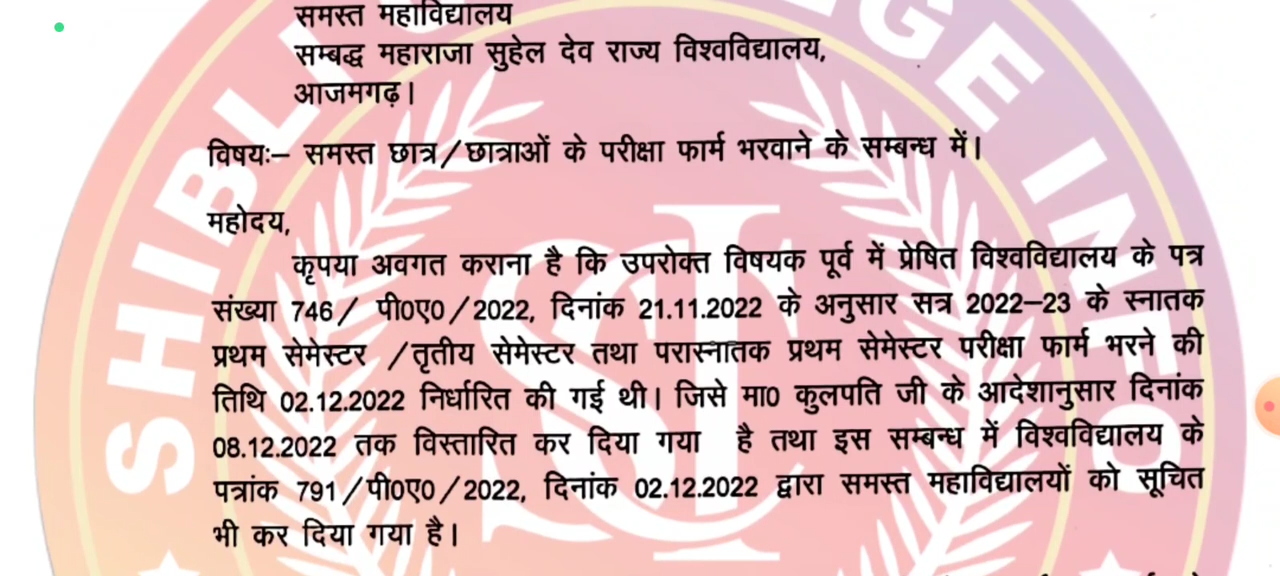 समस्त महाविद्यालय
सम्बद्ध महाराजा सुहेल देव राज्य विश्वविद्यालय,
आजमगढ़।
विषयः– समस्त छात्र/छात्राओं के परीक्षा फार्म भरवाने के सम्बन्ध में।
महोदय,
कृपया अवगत कराना है कि उपरोक्त विषयक पूर्व में प्रेषित विश्वविद्यालय के पत्र
संख्या 746/ पी0ए0/2022, दिनांक 21.11.2022 के अनुसार सत्र 2022–23 के स्नातक
प्रथम सेमेस्टर /तृतीय सेमेस्टर तथा परास्नातक प्रथम सेमेस्टर परीक्षा फार्म भरने की
तिथि 02.12.2022 निर्धारित की गई थी। जिसे मा0 कुलपति जी के आदेशानुसार दिनांक
08.12.2022 तक विस्तारित कर दिया गया है तथा इस सम्बन्ध में विश्वविद्यालय के
पत्रांक 791/पी0ए0/2022, दिनांक 02.12.2022 द्वारा समस्त महाविद्यालयों को सूचित
भी कर दिया गया है।
SHIBLI
INFO